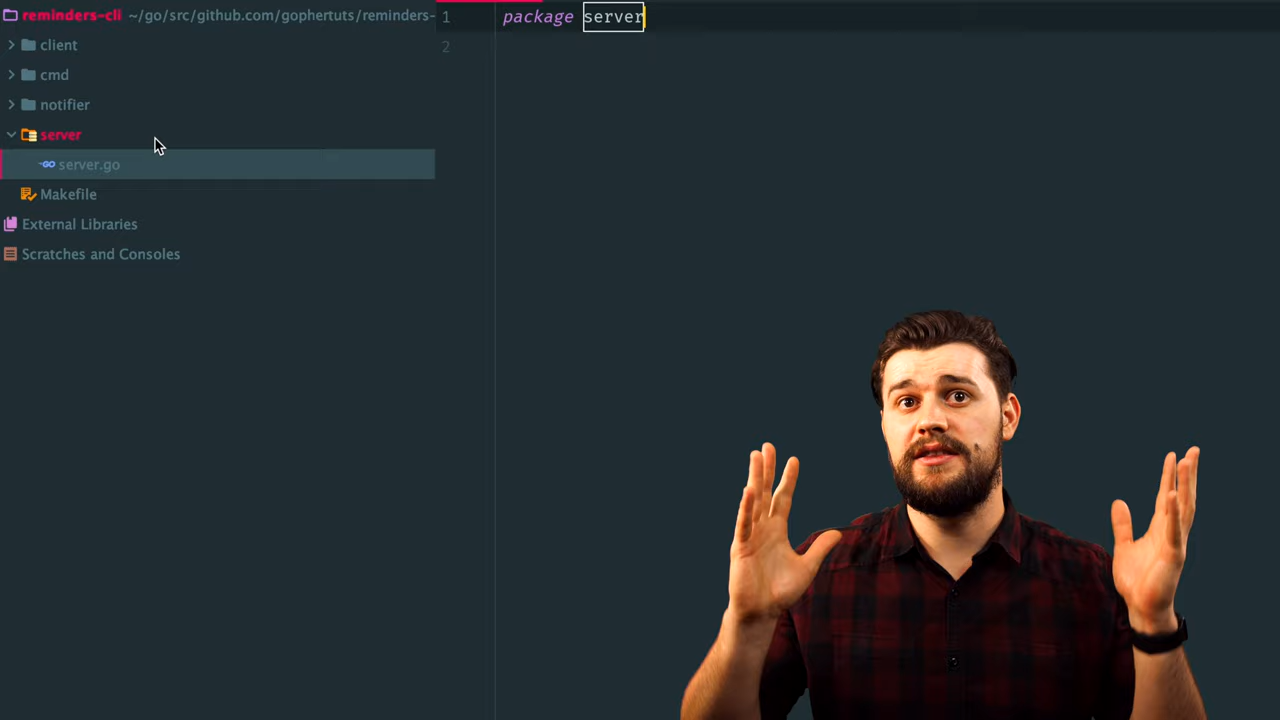 reminders-cli ~/go/src/github.com/gophertuts/reminders-
client
cmd
notifier
server
server.go
Makefile
External Libraries
Scratches and Consoles
1 package server
2